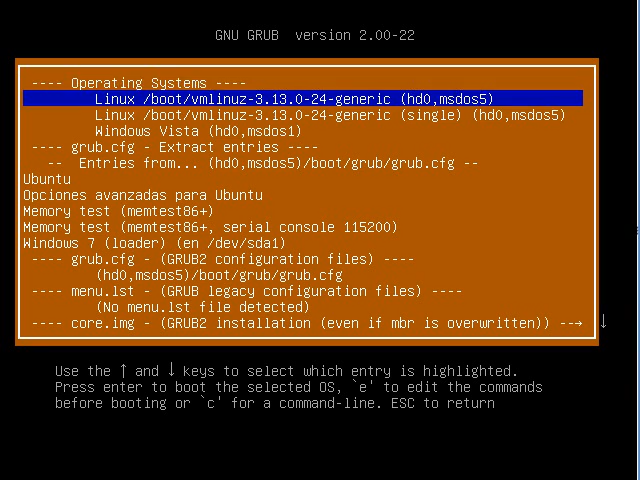 GNU GRUB  version 2.00-22
---- Operating Systems ----
Linux /boot/vmlinuz-3.13.0-24-generic (hd0,msdos5)
Linux /boot/vmlinuz-3.13.0-24-generic (single) (hd0,msdos5)
Windows Vista (hd0,msdos1)
---- grub.cfg - Extract entries ----
--  Entries from... (hd0,msdos5)/boot/grub/grub.cfg --
Ubuntu
Opciones avanzadas para Ubuntu
Memory test (memtest86+)
Memory test (memtest86+, serial console 115200)
Windows 7 (loader) (en /dev/sda1)
---- grub.cfg - (GRUB2 configuration files) ----
(hd0,msdos5)/boot/grub/grub.cfg
---- menu.lst - (GRUB legacy configuration files) ----
(No menu.lst file detected)
---- core.img - (GRUB2 installation (even if mbr is overwritten)) --→ ↓
Use the ↑ and ↓ keys to select which entry is highlighted.
Press enter to boot the selected OS, `e' to edit the commands
before booting or `c' for a command-line. ESC to return